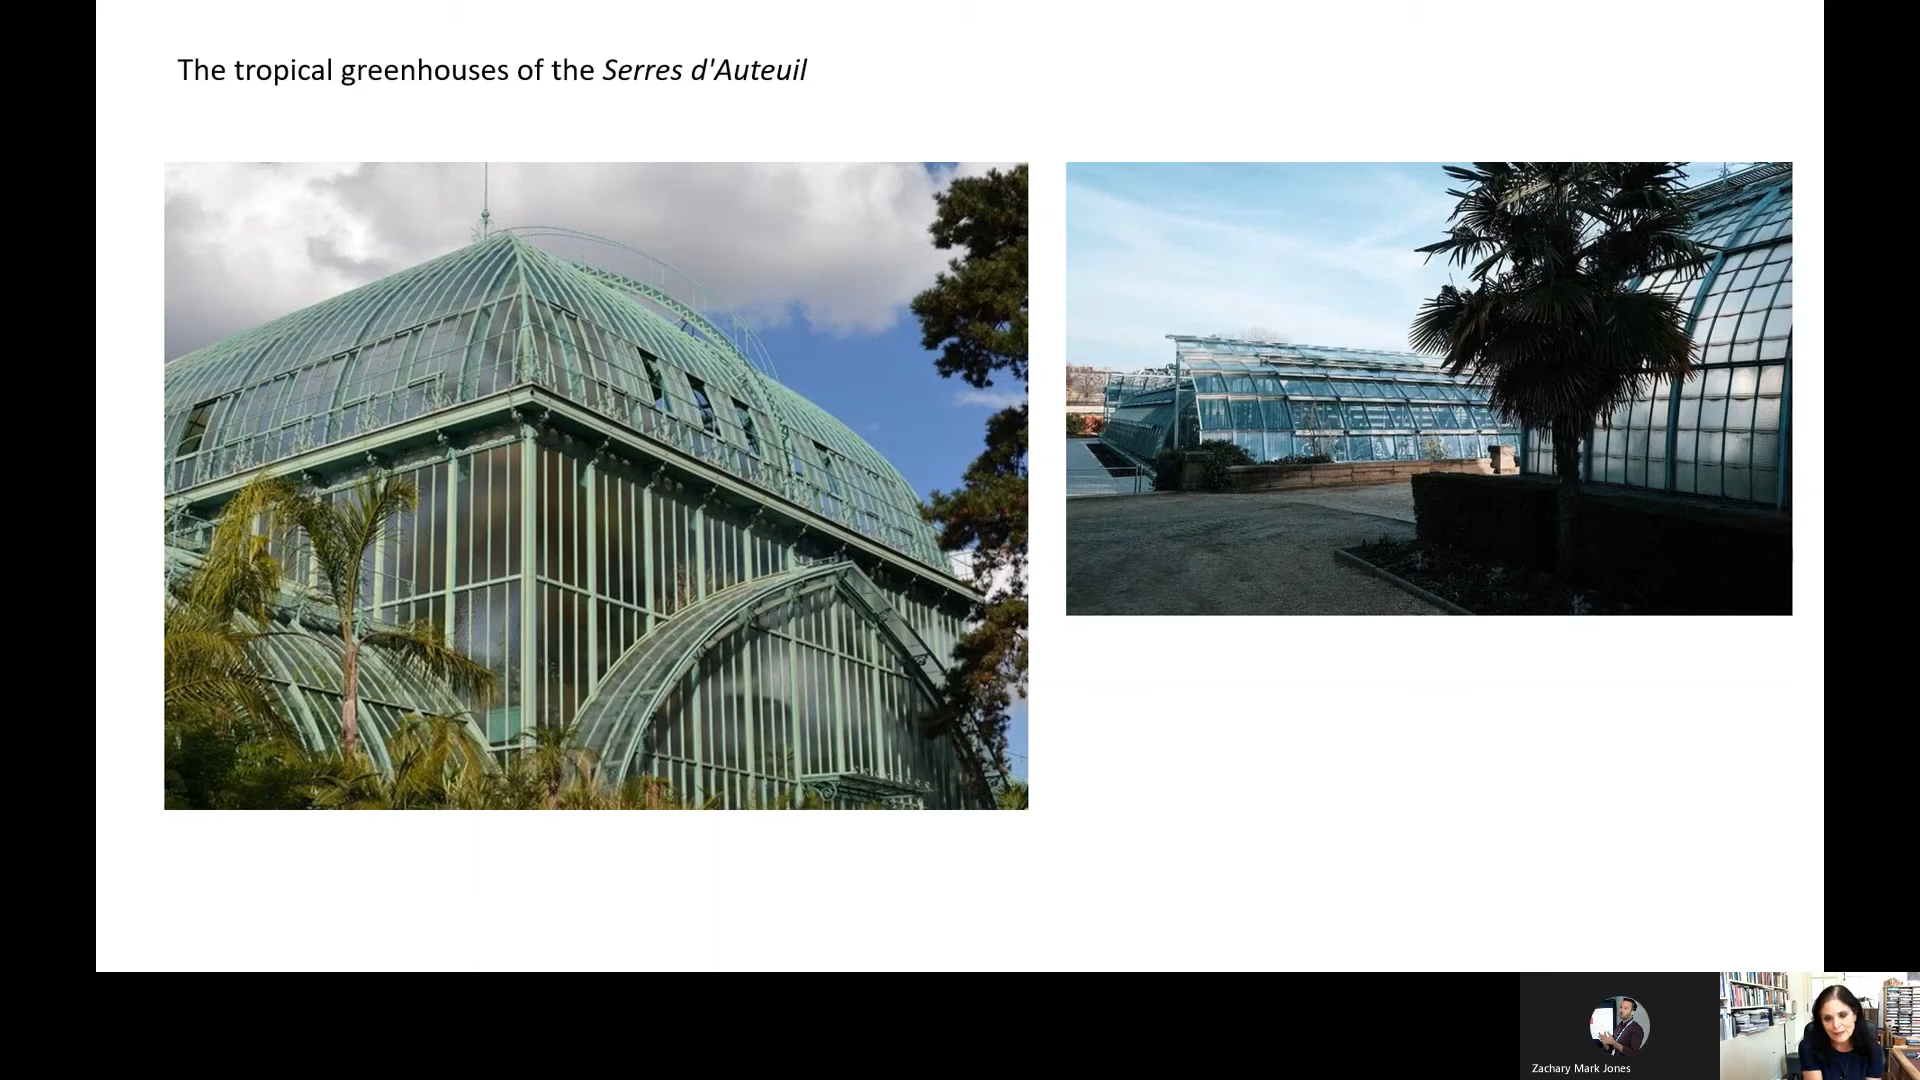 The tropical greenhouses of the Serres d'Auteuil
Zachary Mark Jones